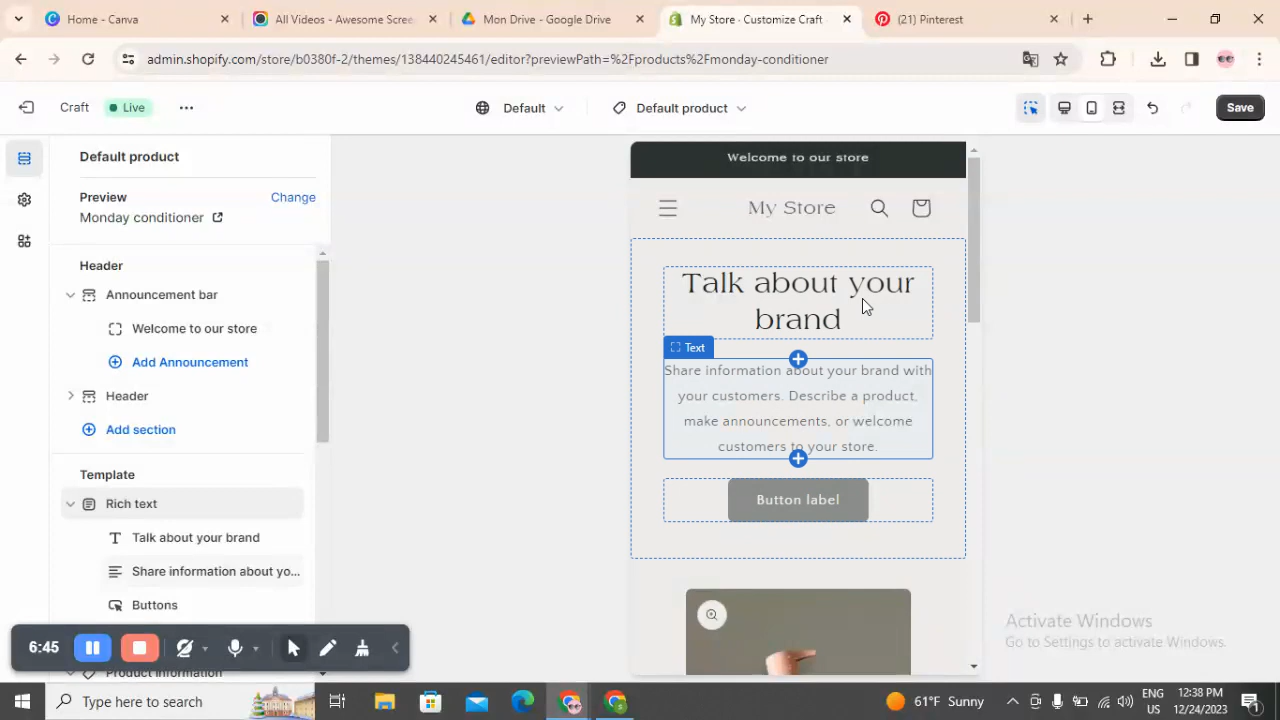 Home - Canva
All Videos - Awesome Scree
Mon Drive - Google Drive
My Store · Customize Craft ·
(21) Pinterest
admin.shopify.com/store/b0380f-2/themes/138440245461/editor?previewPath=%2Fproducts%2Fmonday-conditioner
Craft
Live
Default
Default product
Save
Default product
Preview
Change
Monday conditioner
Header
Announcement bar
Welcome to our store
Add Announcement
Header
Add section
Template
Rich text
Talk about your brand
Share information about yo...
Buttons
Product information
Welcome to our store
My Store
Talk about your
brand
Text
Share information about your brand with
your customers. Describe a product,
make announcements, or welcome
customers to your store.
Button label
6:45
Activate Windows
Go to Settings to activate Windows.
Type here to search
61°F Sunny
ENG
US
12:38 PM
12/24/2023
1